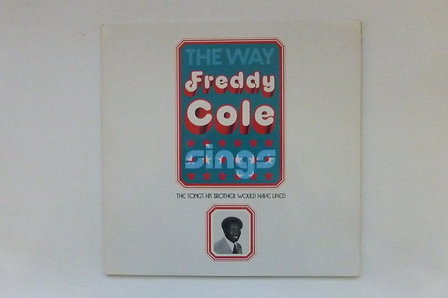 THE WAY
Freddy
Cole
sings
THE SONGS HIS BROTHER WOULD HAVE LIKED